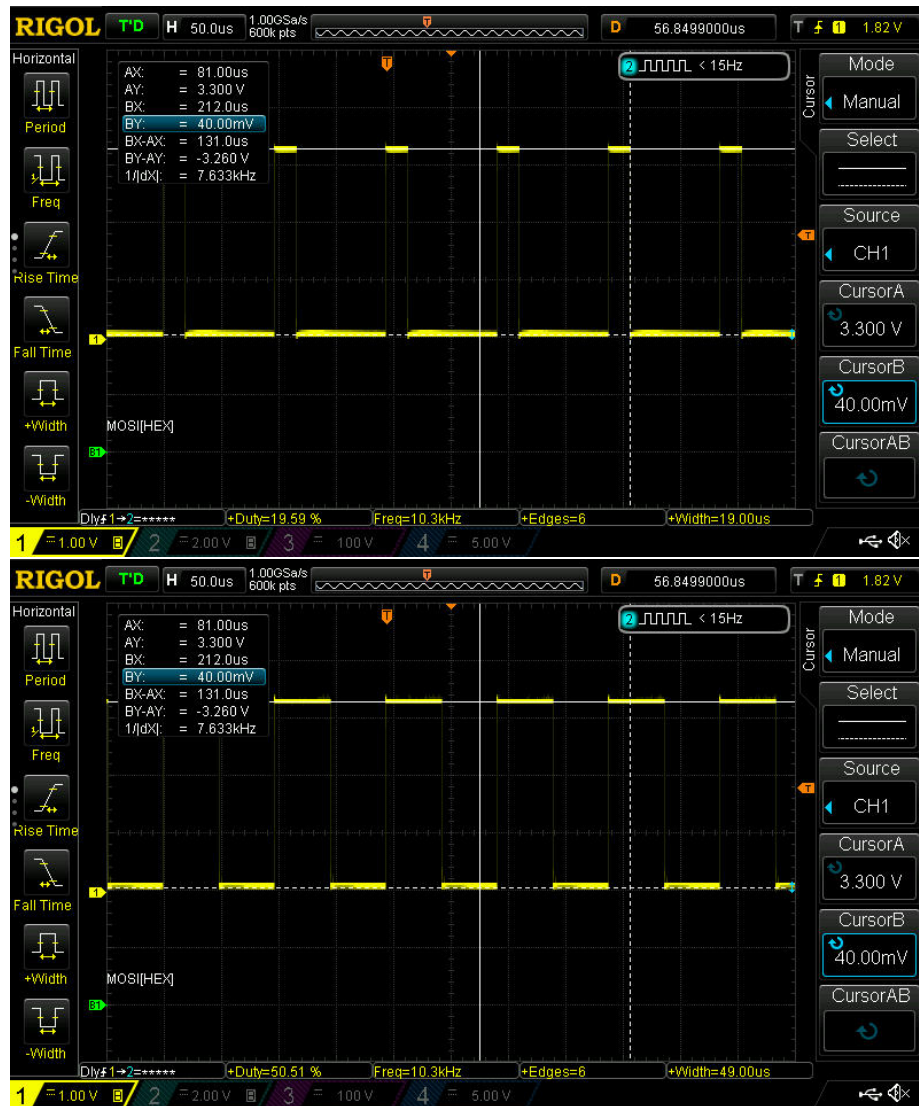 RIGOL T'D H 50.0us 1.00GSa/s 600k pts D 56.8499000us T 1 1.82 V
Horizontal
Period
Freq
Rise Time
Fall Time
+Width
-Width
AX: = 81.00us
AY: = 3.300 V
BX: = 212.0us
BY: = 40.00mV
BX-AX: = 131.0us
BY-AY: = -3.260 V
1/|dX|: = 7.633kHz
T
2 < 15Hz
T
1
MOSI[HEX]
B1
Cursor
Mode
Manual
Select
Source
CH1
CursorA
3.300 V
CursorB
40.00mV
CursorAB
Dly 1→2=***** +Duty=19.59 % Freq=10.3kHz +Edges=6 +Width=19.00us
1 = 1.00 V B 2 = 2.00 V B 3 = 100 V 4 = 5.00 V
RIGOL T'D H 50.0us 1.00GSa/s 600k pts D 56.8499000us T 1 1.82 V
Horizontal
Period
Freq
Rise Time
Fall Time
+Width
-Width
AX: = 81.00us
AY: = 3.300 V
BX: = 212.0us
BY: = 40.00mV
BX-AX: = 131.0us
BY-AY: = -3.260 V
1/|dX|: = 7.633kHz
T
2 < 15Hz
T
1
MOSI[HEX]
B1
Cursor
Mode
Manual
Select
Source
CH1
CursorA
3.300 V
CursorB
40.00mV
CursorAB
Dly 1→2=***** +Duty=50.51 % Freq=10.3kHz +Edges=6 +Width=49.00us
1 = 1.00 V B 2 = 2.00 V B 3 = 100 V 4 = 5.00 V